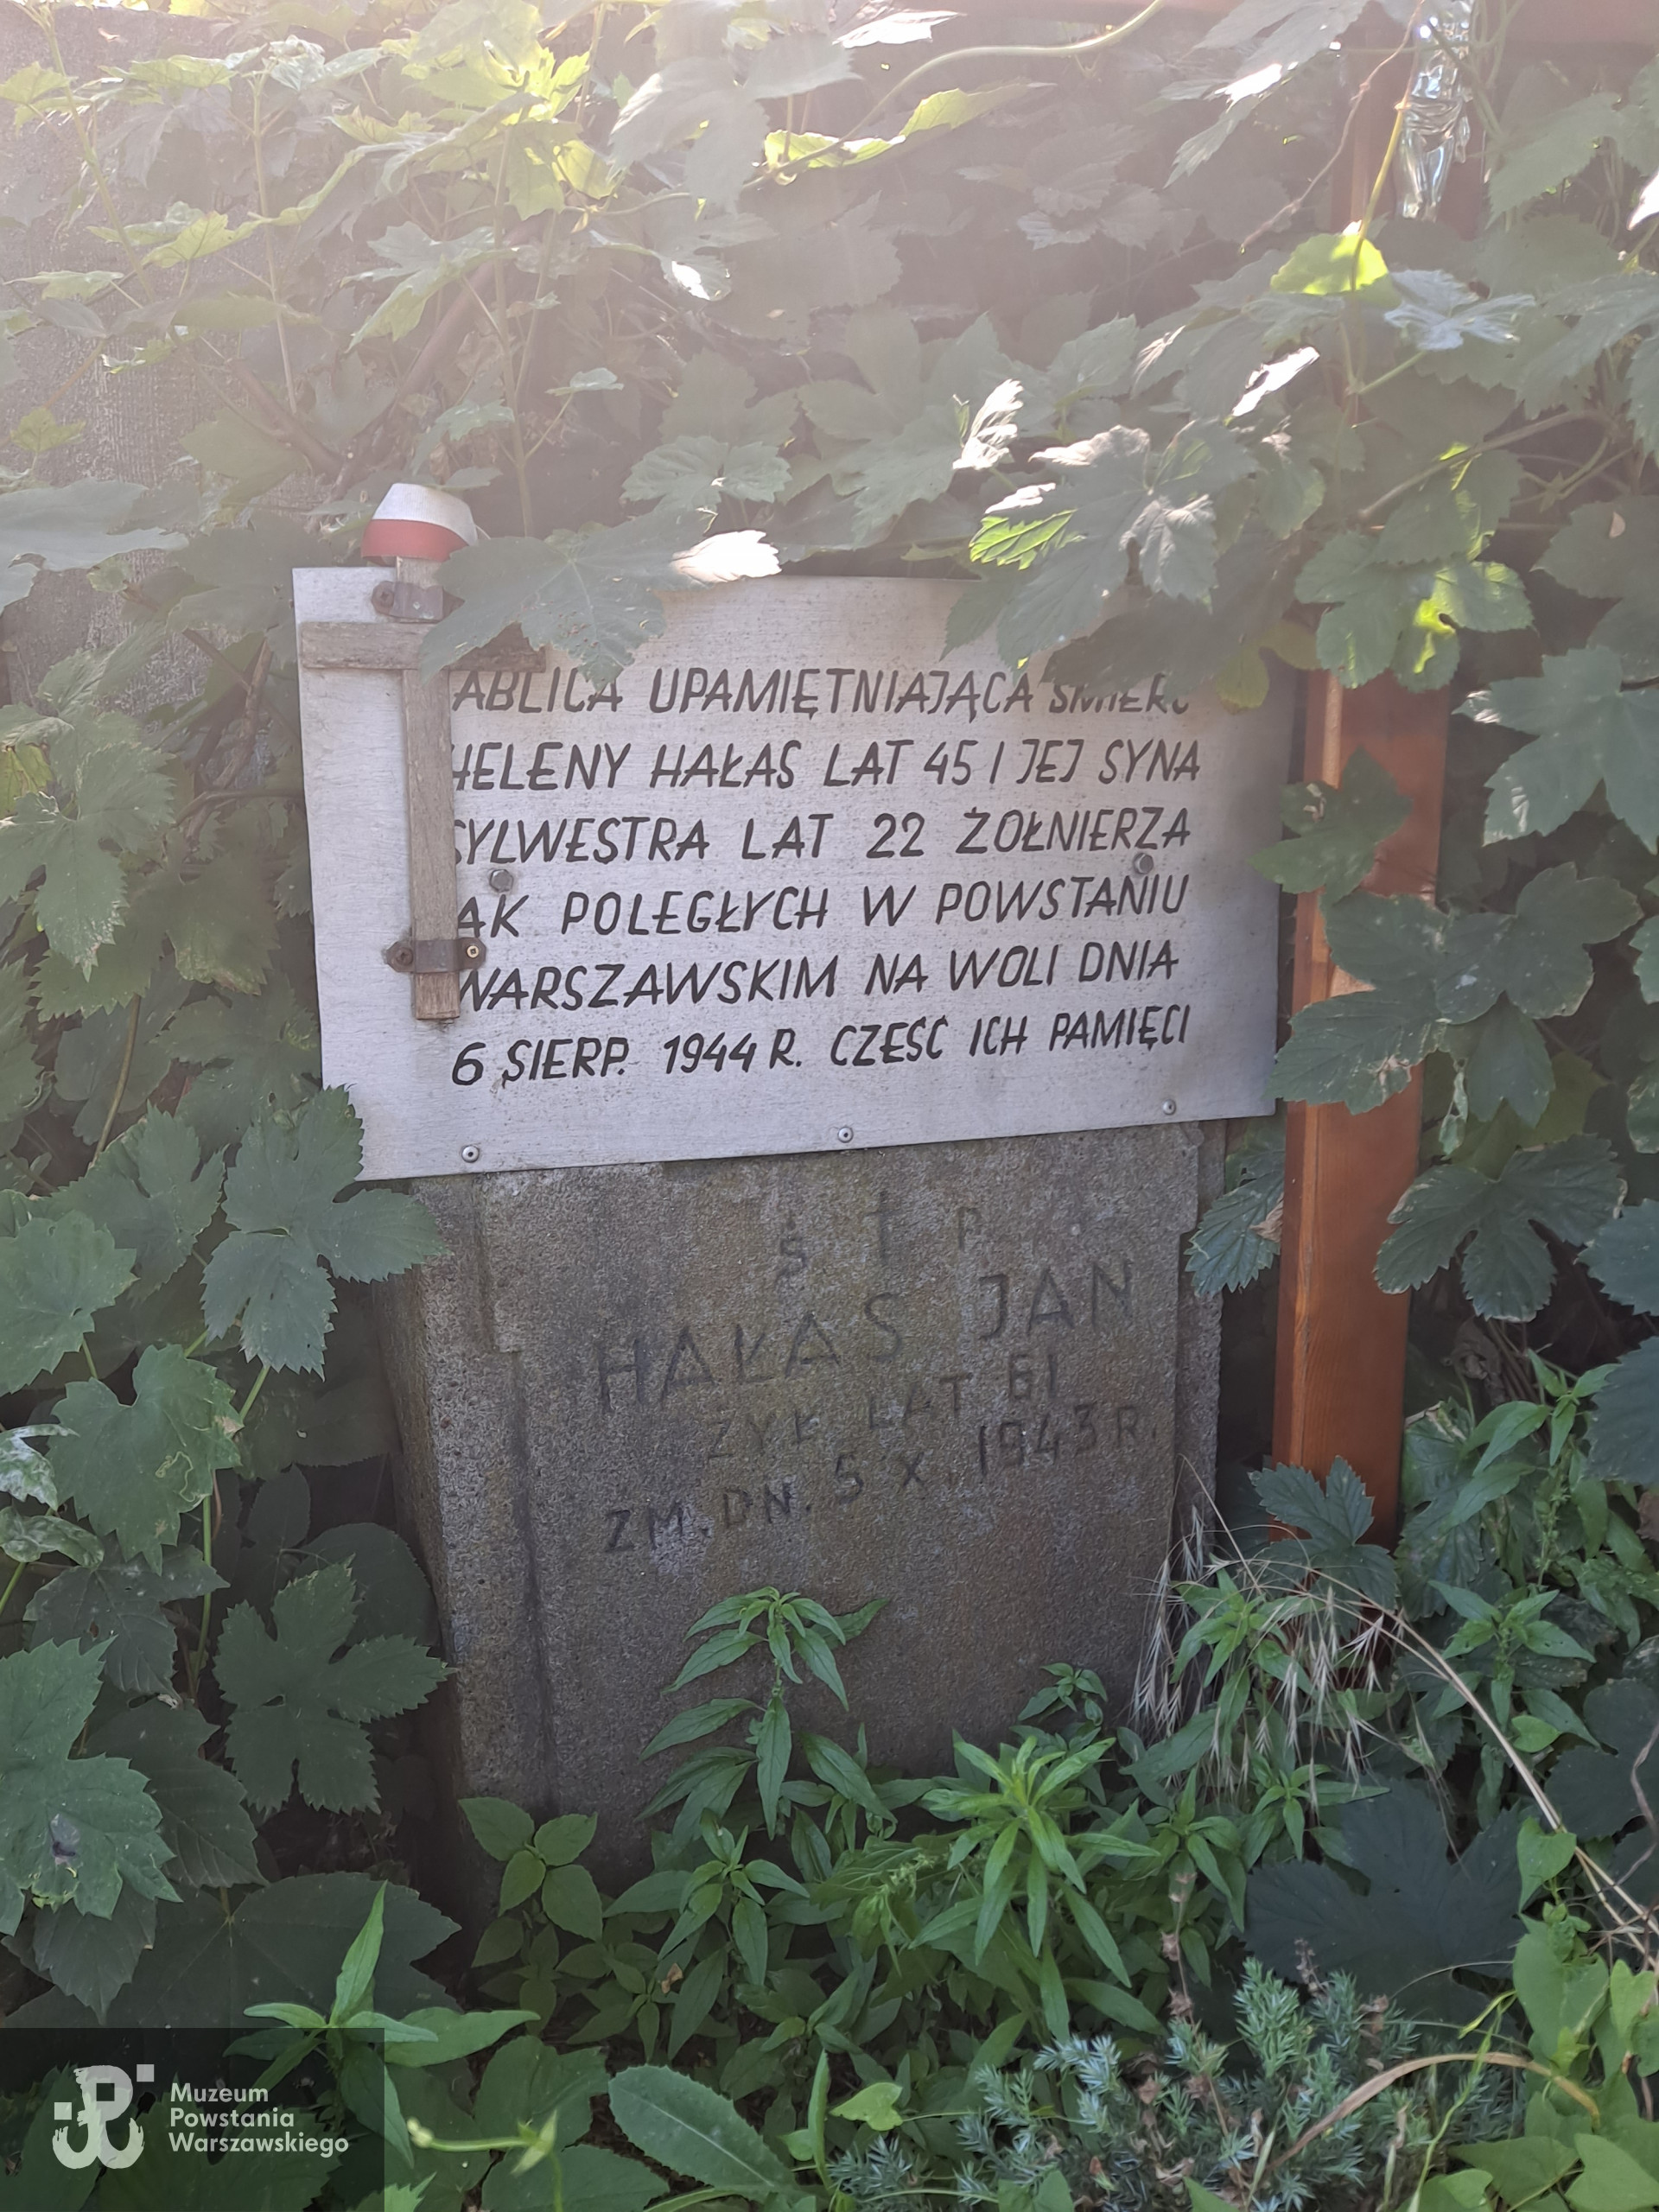 TABLICA UPAMIĘTNIAJĄCA ŚMIERĆ
HELENY HAŁAS LAT 45 I JEJ SYNA
SYLWESTRA LAT 22 ŻOŁNIERZA
AK POLEGŁYCH W POWSTANIU
WARSZAWSKIM NA WOLI DNIA
6 SIERP. 1944 R. CZEŚĆ ICH PAMIĘCI
Ś † P.
HAŁAS JAN
ŻYŁ LAT 61
ZM. DN. 5 X. 1943 R.
Muzeum
Powstania
Warszawskiego